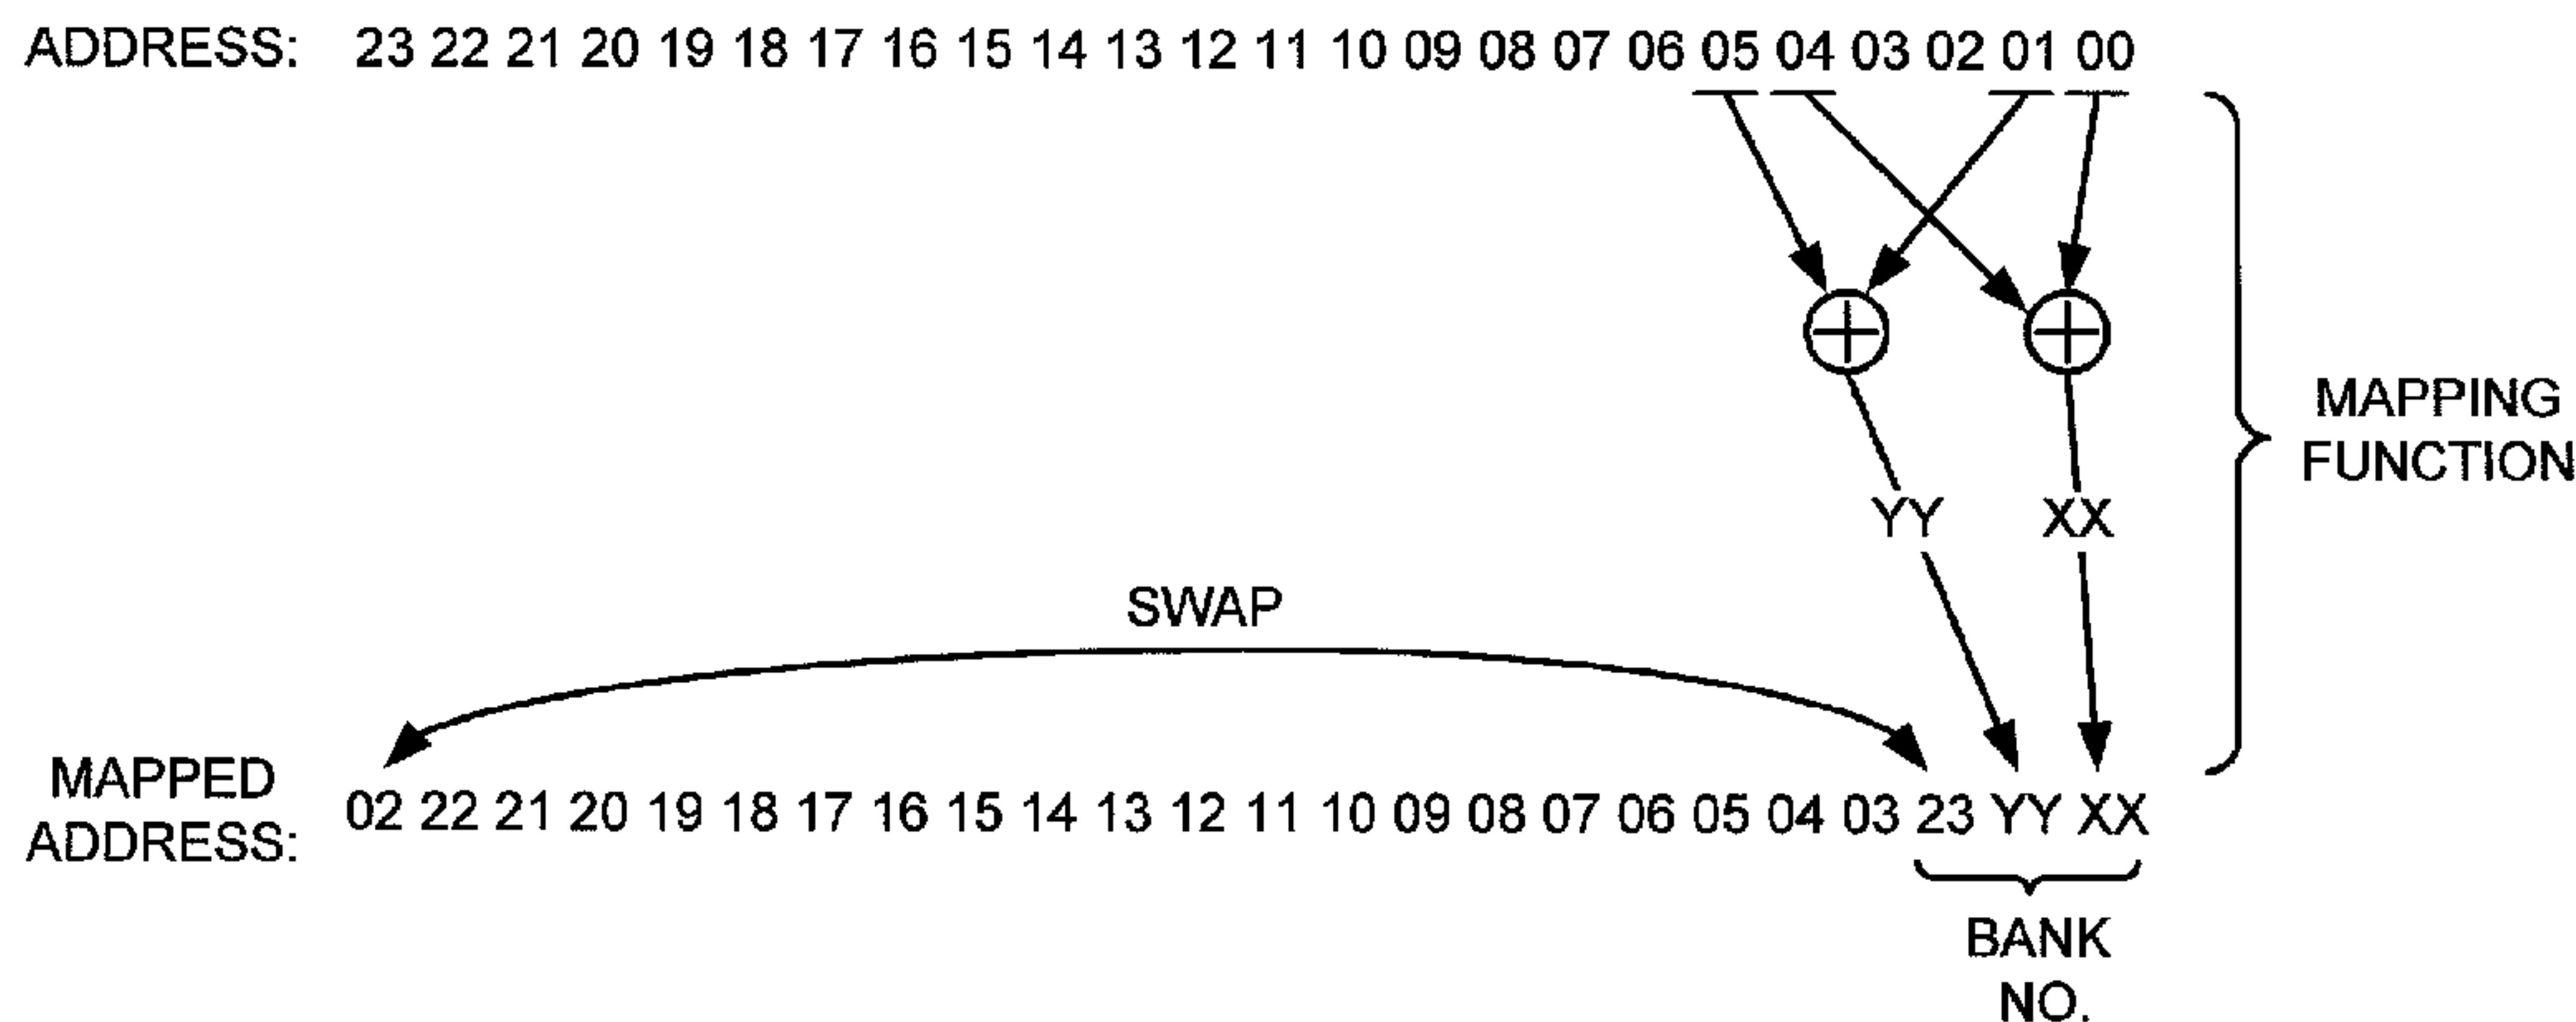 ADDRESS: 23 22 21 20 19 18 17 16 15 14 13 12 11 10 09 08 07 06 05 04 03 02 01 00
MAPPING
FUNCTION
YY XX
SWAP
MAPPED
ADDRESS:
02 22 21 20 19 18 17 16 15 14 13 12 11 10 09 08 07 06 05 04 03 23 YY XX
BANK
NO.